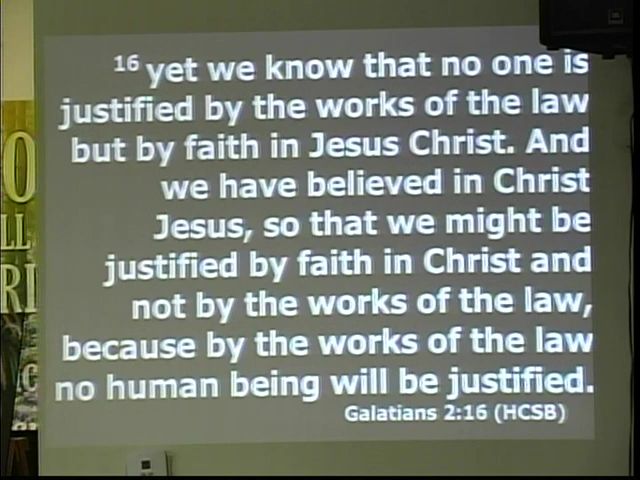 16 yet we know that no one is
justified by the works of the law
but by faith in Jesus Christ. And
we have believed in Christ
Jesus, so that we might be
justified by faith in Christ and
not by the works of the law,
because by the works of the law
no human being will be justified.
Galatians 2:16 (HCSB)
JBL